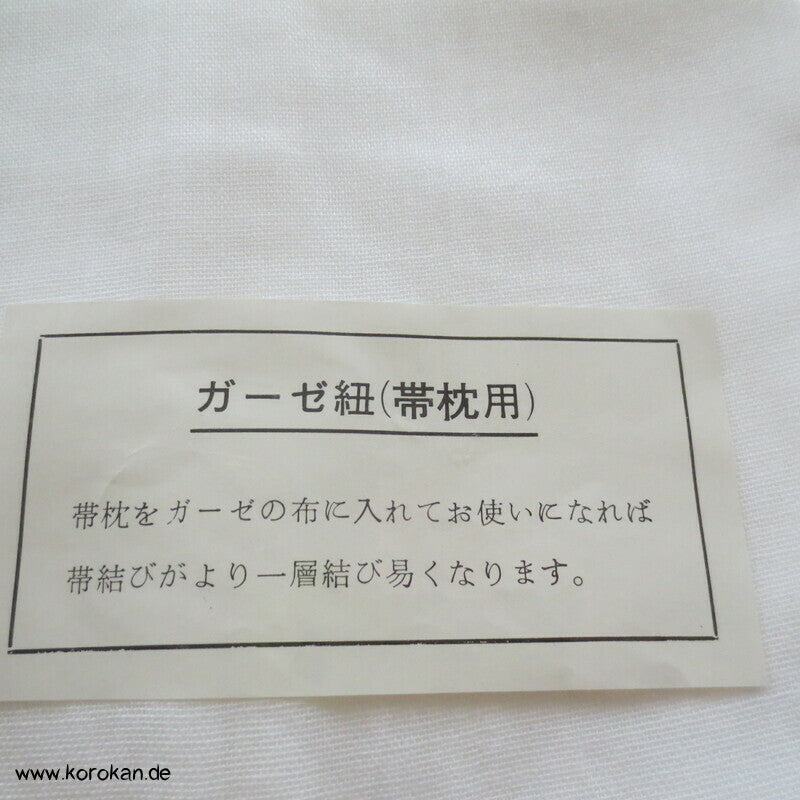 ガーゼ紐(帯枕用)
帯枕をガーゼの布に入れてお使いになれば
帯結びがより一層結び易くなります。
www.korokan.de